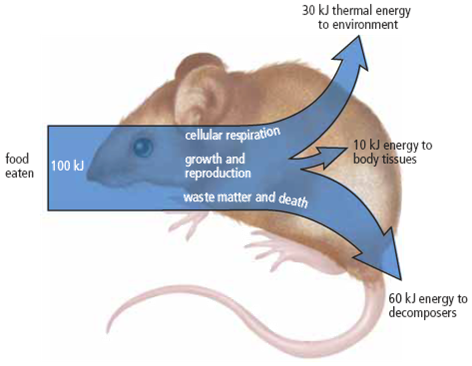 30 kJ thermal energy
to environment
cellular respiration
food
eaten
100 kJ
growth and
reproduction
10 kJ energy to
body tissues
waste matter and death
60 kJ energy to
decomposers